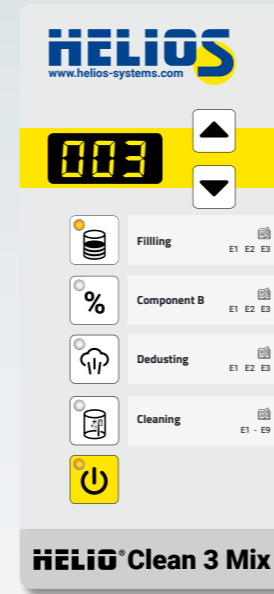 HELIOS
www.helios-systems.com
003
Fillling
E1 E2 E3
%
Component B
E1 E2 E3
Dedusting
E1 E2 E3
Cleaning
E1 - E9
HELIO® Clean 3 Mix